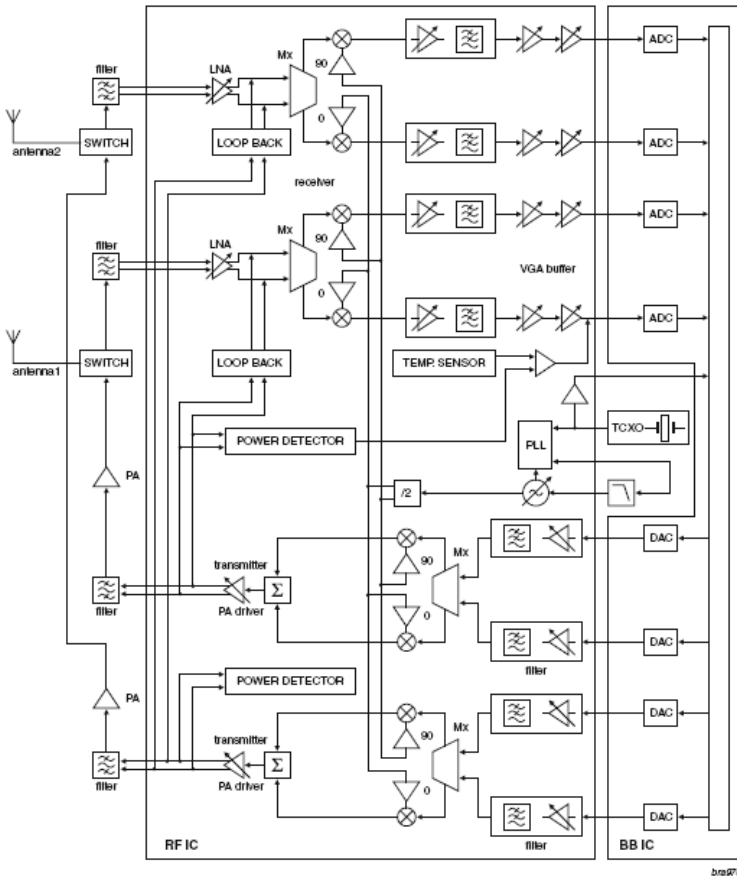 filter
LNA
Mx
90
ADC
0
SWITCH
LOOP BACK
ADC
antenna2
receiver
filter
LNA
Mx
90
ADC
VGA buffer
0
SWITCH
LOOP BACK
TEMP. SENSOR
ADC
antenna1
POWER DETECTOR
PLL
TCXO
PA
/2
Mx
DAC
transmitter
90
Σ
PA driver
0
filter
DAC
filter
POWER DETECTOR
PA
Mx
DAC
transmitter
90
Σ
PA driver
0
filter
DAC
filter
RF IC
BB IC